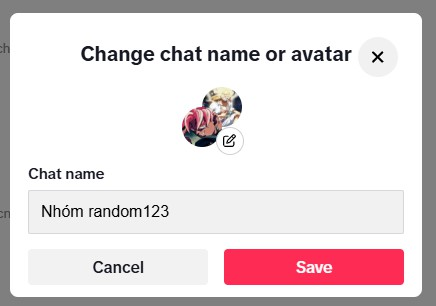 Change chat name or avatar
Chat name
Nhóm random123
Cancel
Save